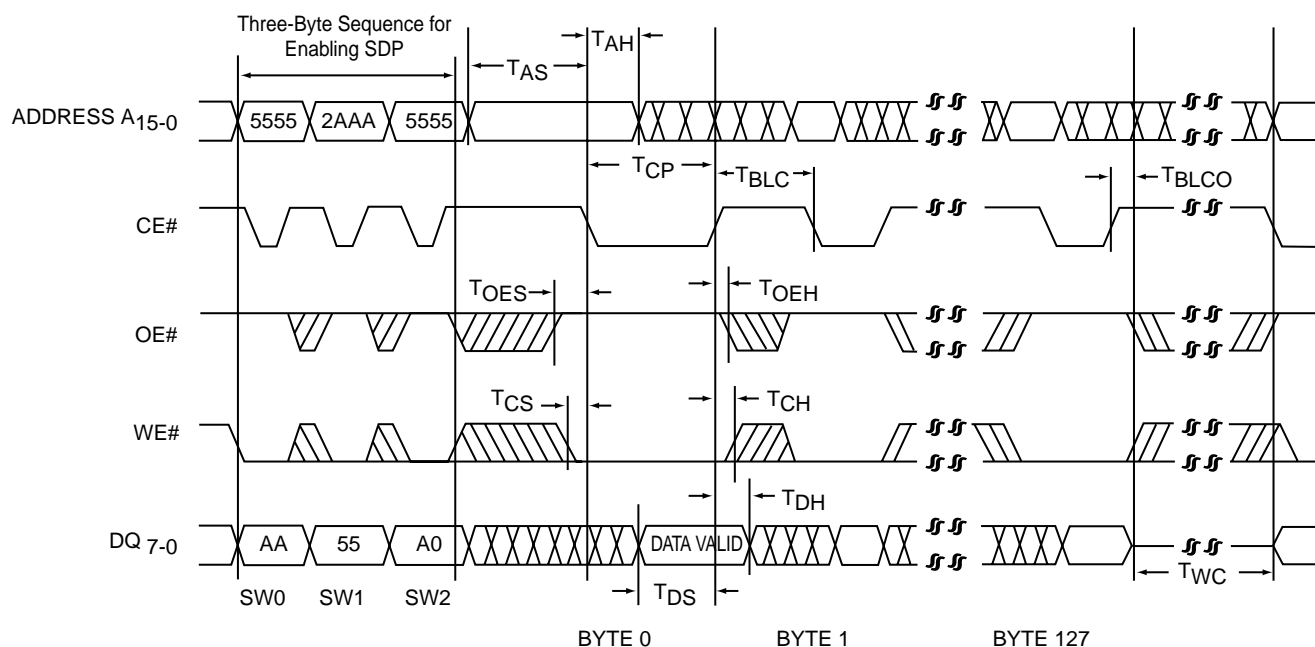 Three-Byte Sequence for
Enabling SDP
TAH
TAS
ADDRESS A15-0
5555 2AAA 5555
TCP
TBLC
TBLCO
CE#
TOES
TOEH
OE#
TCS
TCH
WE#
TDH
DQ 7-0
AA 55 A0 DATA VALID
TWC
SW0 SW1 SW2
TDS
BYTE 0 BYTE 1 BYTE 127